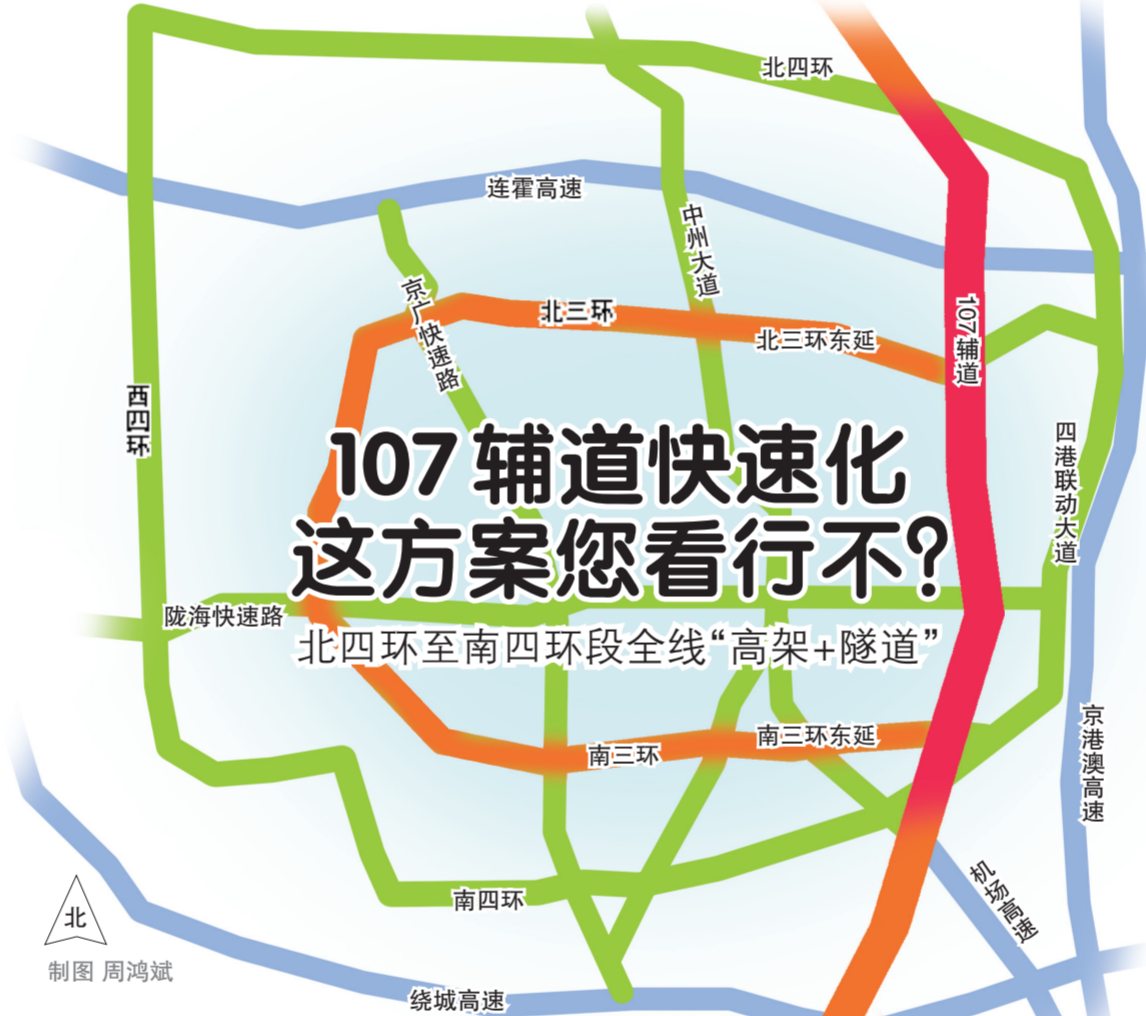 北四环
连霍高速
中州大道
京广快速路
北三环
北三环东延
107辅道
西四环
四港联动大道
107辅道快速化
这方案您看行不?
陇海快速路
北四环至南四环段全线“高架+隧道”
南三环
南三环东延
京港澳高速
机场高速
南四环
北
制图 周鸿斌
绕城高速